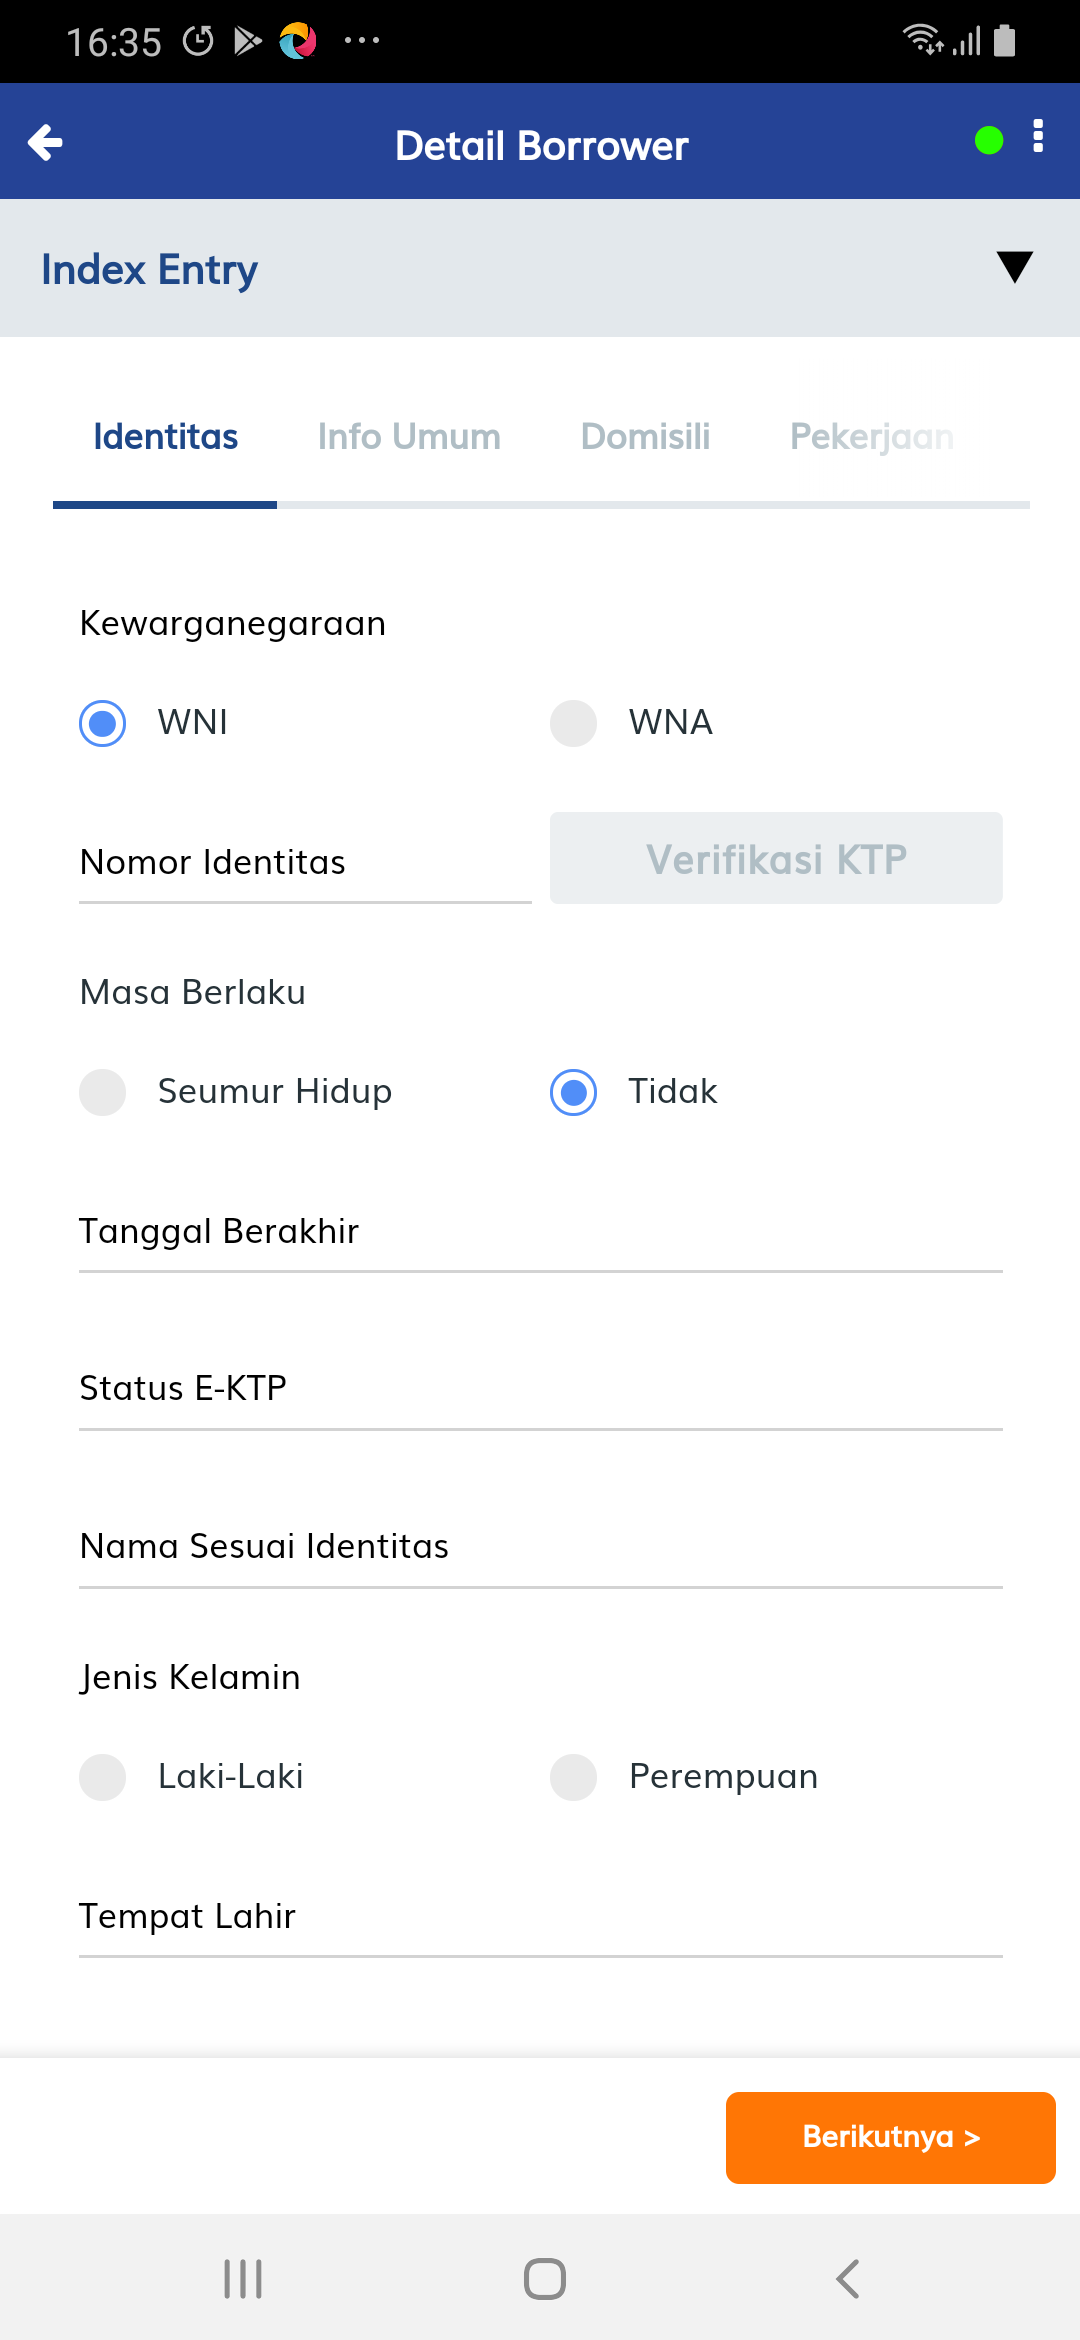 16:35
Detail Borrower
Index Entry
Identitas Info Umum Domisili Pekerjaan
Kewarganegaraan
WNI WNA
Nomor Identitas Verifikasi KTP
Masa Berlaku
Seumur Hidup Tidak
Tanggal Berakhir
Status E-KTP
Nama Sesuai Identitas
Jenis Kelamin
Laki-Laki Perempuan
Tempat Lahir
Berikutnya >